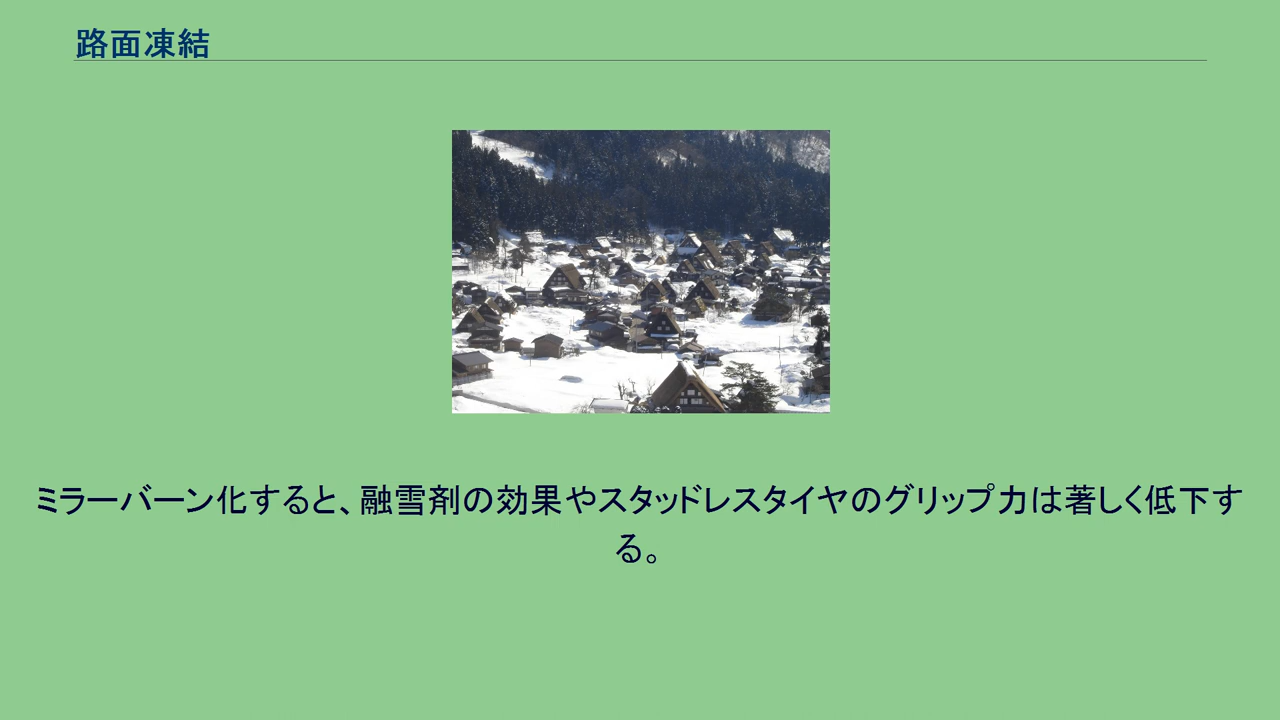 路面凍結
ミラーバーン化すると、融雪剤の効果やスタッドレスタイヤのグリップ力は著しく低下す
る。